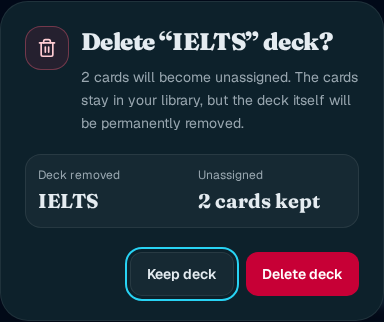 Delete “IELTS” deck?
2 cards will become unassigned. The cards
stay in your library, but the deck itself will
be permanently removed.
Deck removed
IELTS
Unassigned
2 cards kept
Keep deck
Delete deck